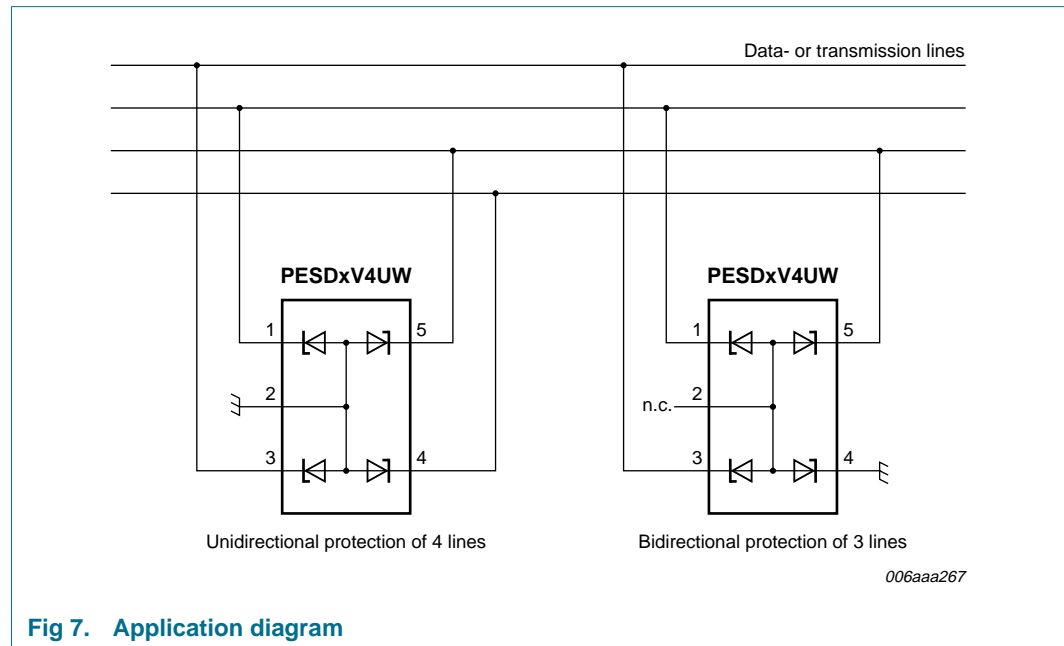 Data- or transmission lines
PESDxV4UW PESDxV4UW
1 5 1 5
2 n.c. 2
3 4 3 4
Unidirectional protection of 4 lines Bidirectional protection of 3 lines
006aaa267
Fig 7. Application diagram